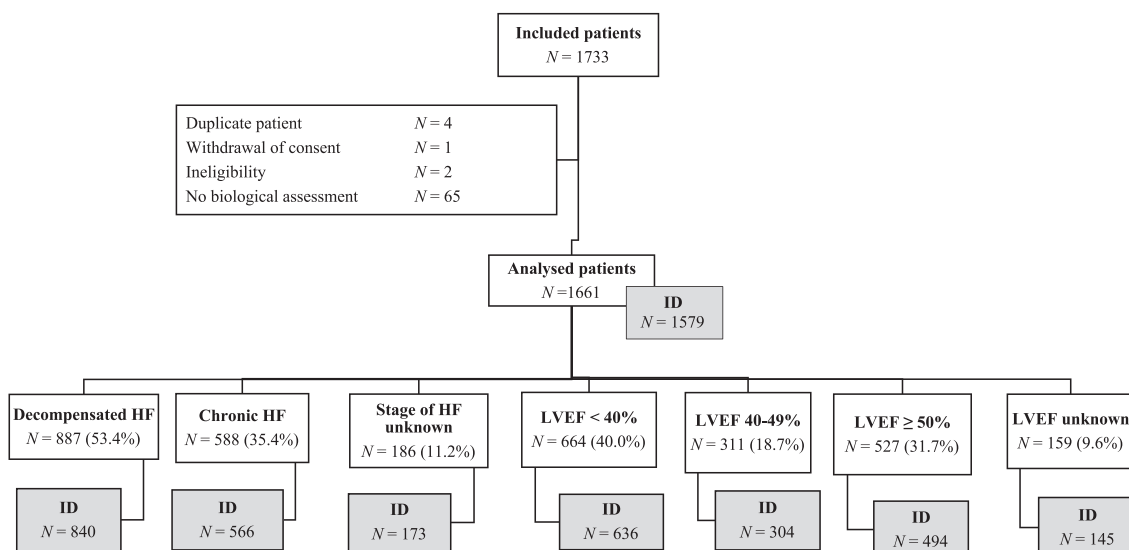 Included patients
N = 1733
Duplicate patient N = 4
Withdrawal of consent N = 1
Ineligibility N = 2
No biological assessment N = 65
Analysed patients
N =1661
ID
N = 1579
Decompensated HF
N = 887 (53.4%)
Chronic HF
N = 588 (35.4%)
Stage of HF
unknown
N = 186 (11.2%)
LVEF < 40%
N = 664 (40.0%)
LVEF 40-49%
N = 311 (18.7%)
LVEF ≥ 50%
N = 527 (31.7%)
LVEF unknown
N = 159 (9.6%)
ID
N = 840
ID
N = 566
ID
N = 173
ID
N = 636
ID
N = 304
ID
N = 494
ID
N = 145